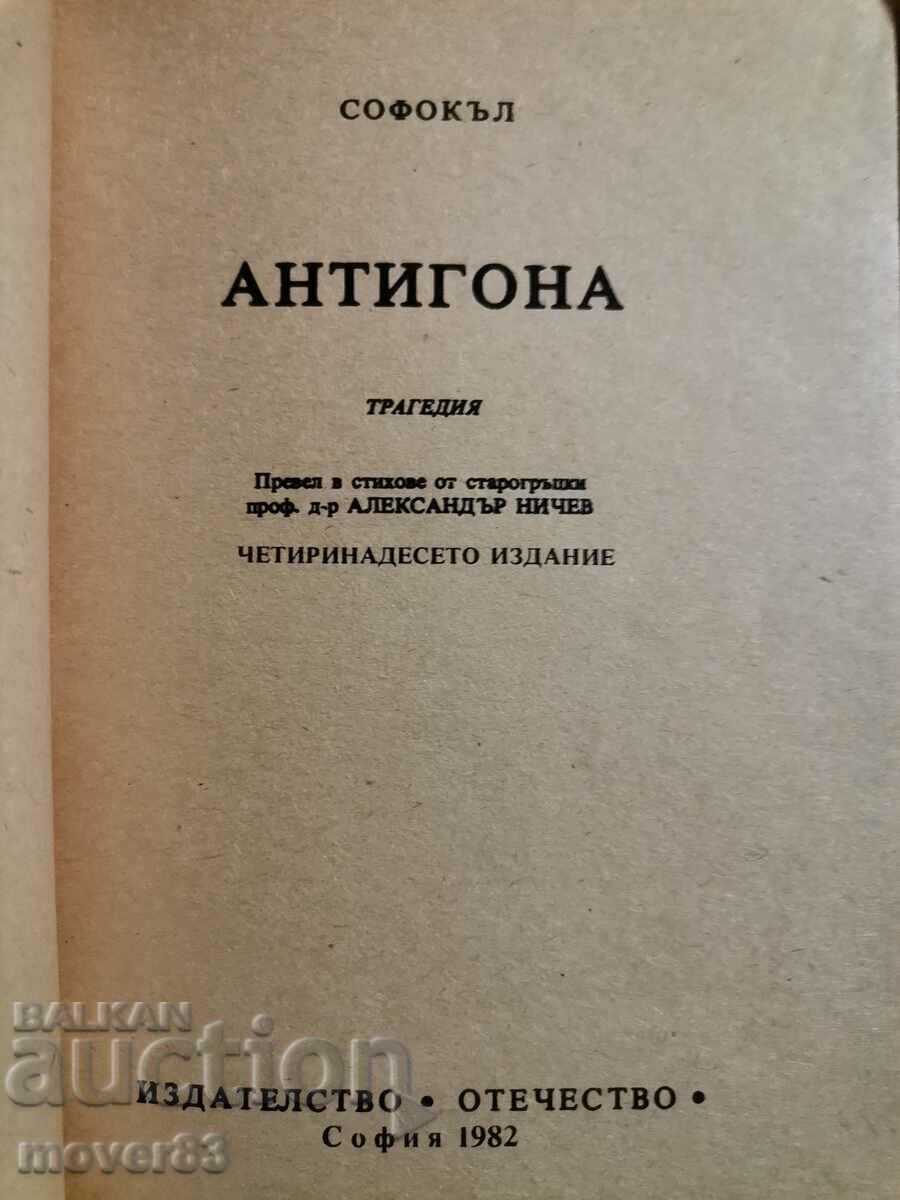 СОФОКЪЛ
АНТИГОНА
ТРАГЕДИЯ
Превел в стихове от старогръцки
проф. д-р АЛЕКСАНДЪР НИЧЕВ
ЧЕТИРИНАДЕСЕТО ИЗДАНИЕ
BALKAN
auction
ИЗДАТЕЛСТВО • ОТЕЧЕСТВО •
София 1982
mover83